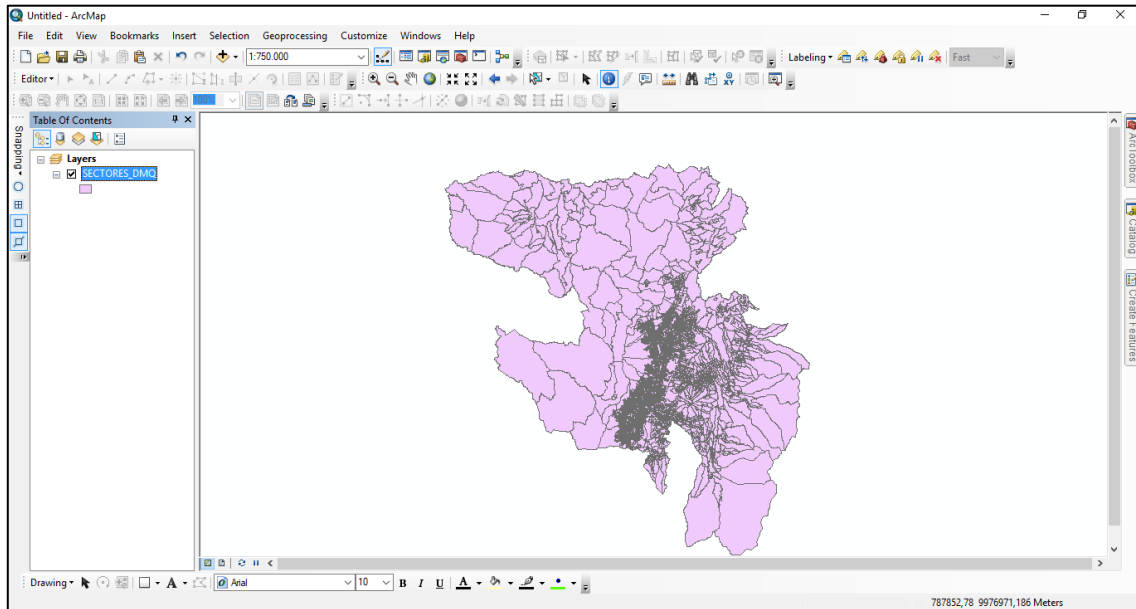 Untitled - ArcMap
File Edit View Bookmarks Insert Selection Geoprocessing Customize Windows Help
1:750.000
Labeling
Fast
Editor
100%
Table Of Contents
Snapping
Layers
SECTORES_DMQ
ArcToolbox
Catalog
Create Features
Drawing A Arial 10 B I U A
787852,78 9976971,186 Meters